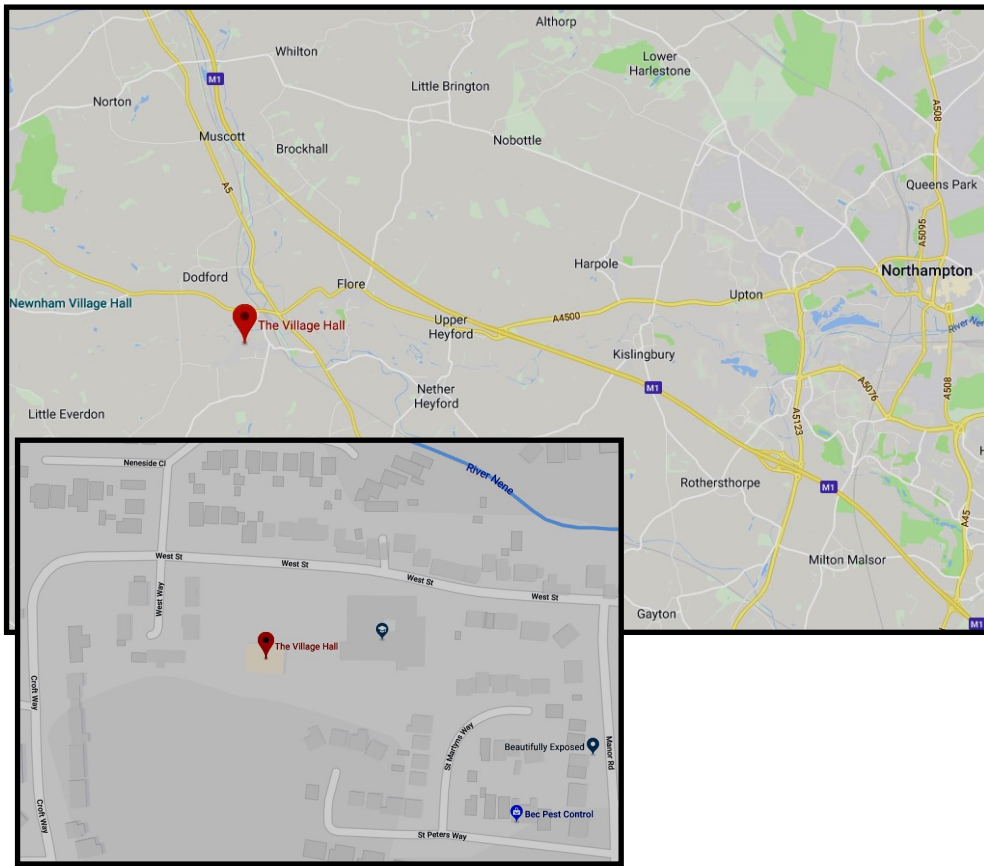 Althorp
Whilton
Lower
Harlestone
M1
Little Brington
Norton
A508
Muscott
Nobottle
Brockhall
A5
Queens Park
A5095
Harpole
Northampton
Dodford
Flore
Upton
Newnham Village Hall
The Village Hall
Upper
Heyford
A4500
River Nene
Kislingbury
M1
A5076
A508
Nether
Heyford
Little Everdon
A5123
Rothersthorpe
M1
A45
Milton Malsor
Gayton
M1
Neneside Cl
River Nene
West St
West St
West St
West St
West Way
The Village Hall
Croft Way
St Martyns Way
Manor Rd
Beautifully Exposed
Croft Way
Bec Pest Control
St Peters Way